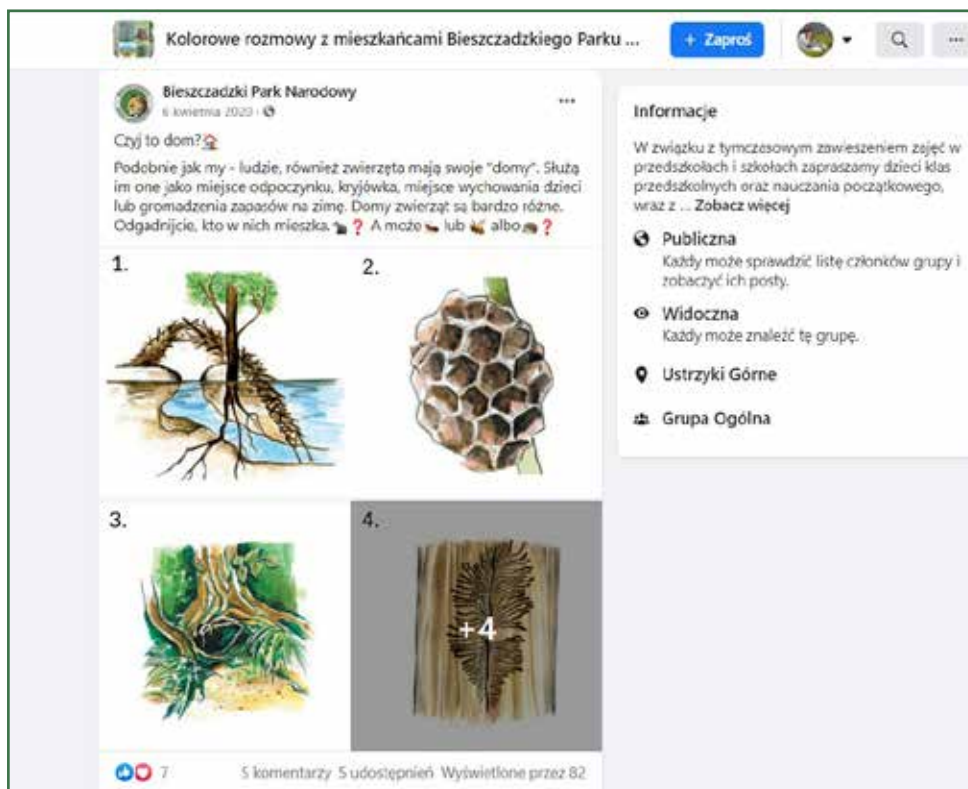 Kolorowe rozmowy z mieszkańcami Bieszczadzkiego Parku ...
+ Zaproś
Bieszczadzki Park Narodowy
6 kwietnia 2020
Czyj to dom?
Podobnie jak my - ludzie, również zwierzęta mają swoje "domy". Służą
im one jako miejsce odpoczynku, kryjówka, miejsce wychowania dzieci
lub gromadzenia zapasów na zimę. Domy zwierząt są bardzo różne.
Odgadnijcie, kto w nich mieszka. 🐀❓ A może 🐛 lub 🐝 albo 🦔❓
1.
2.
3.
4.
+4
7
5 komentarzy 5 udostępnień Wyświetlone przez 82
Informacje
W związku z tymczasowym zawieszeniem zajęć w
przedszkolach i szkołach zapraszamy dzieci klas
przedszkolnych oraz nauczania początkowego,
wraz z ... Zobacz więcej
Publiczna
Każdy może sprawdzić listę członków grupy i
zobaczyć ich posty.
Widoczna
Każdy może znaleźć tę grupę.
Ustrzyki Górne
Grupa Ogólna